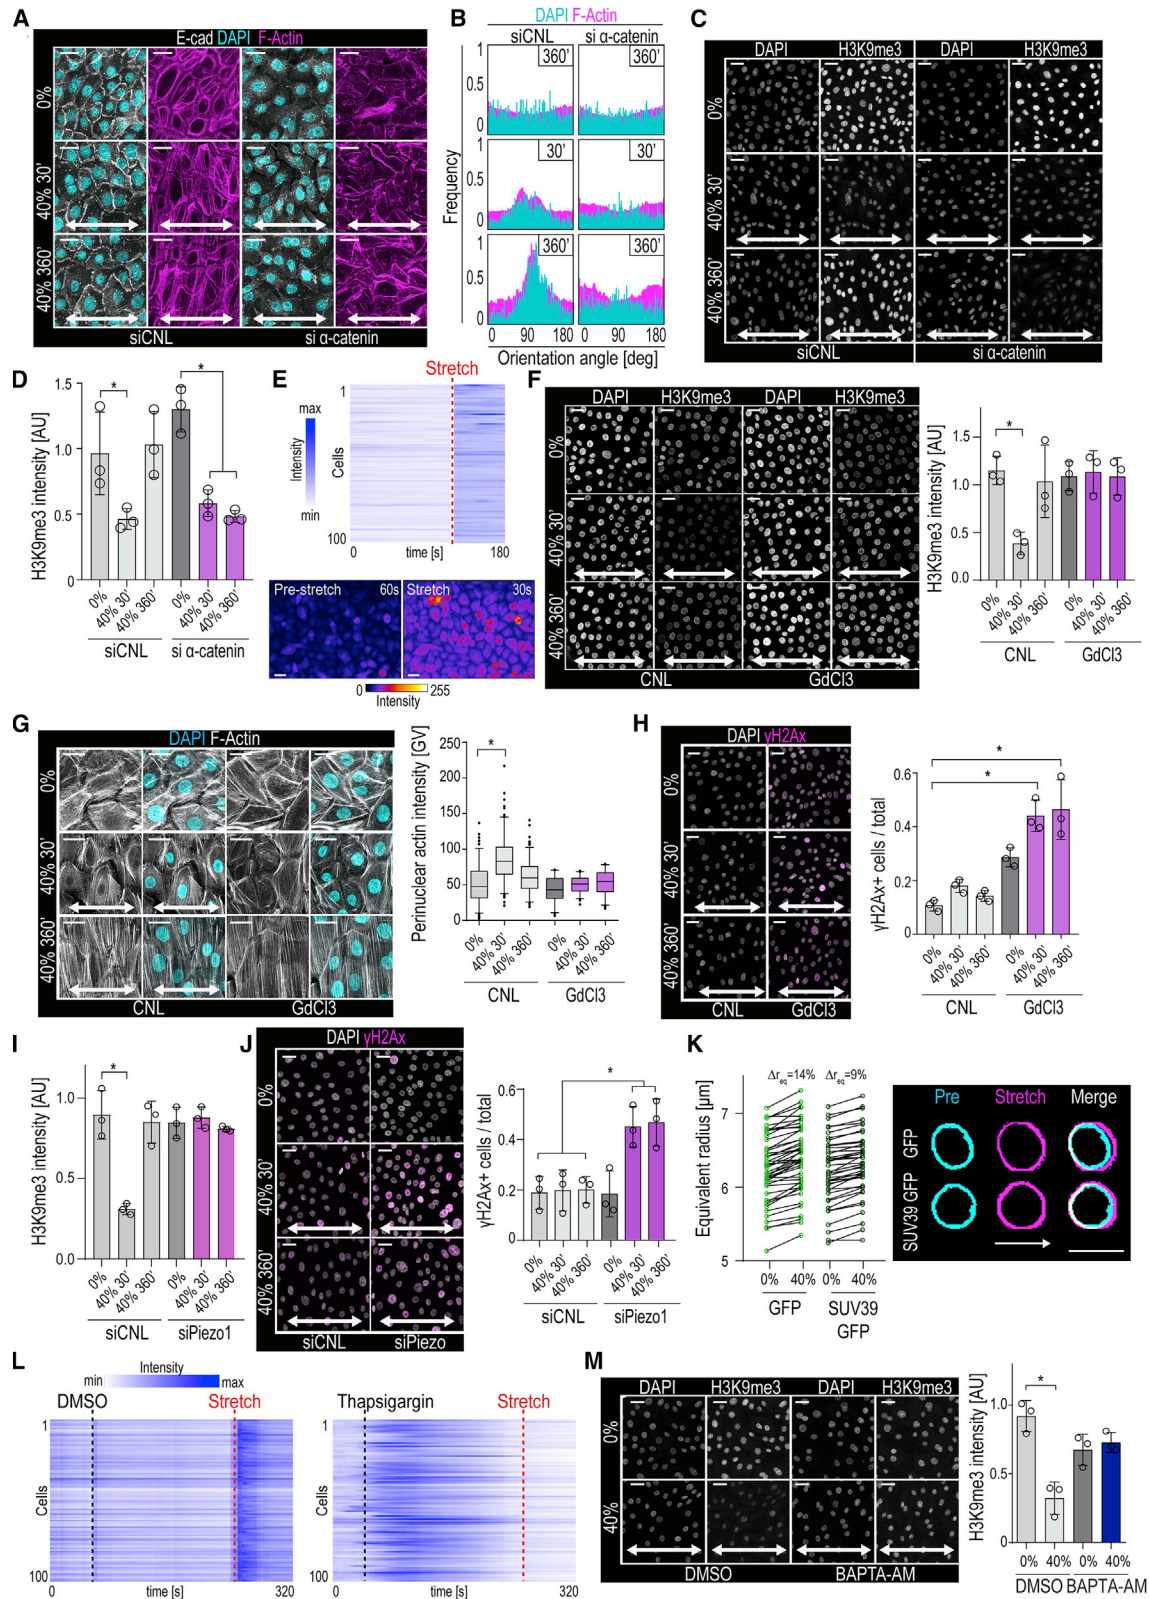 A
E-cad DAPI F-Actin
0%
40% 30'
40% 360'
siCNL
si α-catenin
B
DAPI F-Actin
siCNL
si α-catenin
360'
360'
30'
30'
360'
360'
1
0.5
0
1
0.5
0
1
0.5
0
Frequency
0 90 180 0 90 180
Orientation angle [deg]
C
DAPI H3K9me3 DAPI H3K9me3
0%
40% 30'
40% 360'
siCNL
si α-catenin
D
H3K9me3 intensity [AU]
1.5
1.0
0.5
0
*
*
0% 40% 30' 40% 360' 0% 40% 30' 40% 360'
siCNL
si α-catenin
E
Stretch
max
Intensity
min
1
Cells
100
0 time [s] 180
Pre-stretch 60s
Stretch 30s
0 255
Intensity
F
DAPI H3K9me3 DAPI H3K9me3
0%
40% 30'
40% 360'
CNL
GdCl3
H3K9me3 intensity [AU]
1.5
1.0
0.5
0.0
*
0% 40% 30' 40% 360' 0% 40% 30' 40% 360'
CNL
GdCl3
G
DAPI F-Actin
0%
40% 30'
40% 360'
CNL
GdCl3
Perinuclear actin intensity [GV]
250
200
150
100
50
0
*
0% 40% 30' 40% 360' 0% 40% 30' 40% 360'
CNL
GdCl3
H
DAPI γH2Ax
0%
40% 30'
40% 360'
CNL
GdCl3
γH2Ax+ cells / total
0.6
0.4
0.2
0
*
*
0% 40% 30' 40% 360' 0% 40% 30' 40% 360'
CNL
GdCl3
I
H3K9me3 intensity [AU]
1.0
0.5
0.0
*
0% 40% 30' 40% 360' 0% 40% 30' 40% 360'
siCNL
siPiezo1
J
DAPI γH2Ax
0%
40% 30'
40% 360'
siCNL
siPiezo
γH2Ax+ cells / total
0.6
0.4
0.2
0
*
0% 40% 30' 40% 360' 0% 40% 30' 40% 360'
siCNL
siPiezo1
K
Δreq=14% Δreq=9%
Equivalent radius [μm]
7
6
5
0% 40% 0% 40%
GFP
SUV39
GFP
Pre Stretch Merge
GFP
SUV39 GFP
L
Intensity
min max
DMSO
Stretch
1
Cells
100
0 time [s] 320
Thapsigargin
Stretch
1
Cells
100
0 time [s] 320
M
DAPI H3K9me3 DAPI H3K9me3
0%
40%
DMSO
BAPTA-AM
H3K9me3 intensity [AU]
1.0
0.5
0
*
0% 40% 0% 40%
DMSO BAPTA-AM